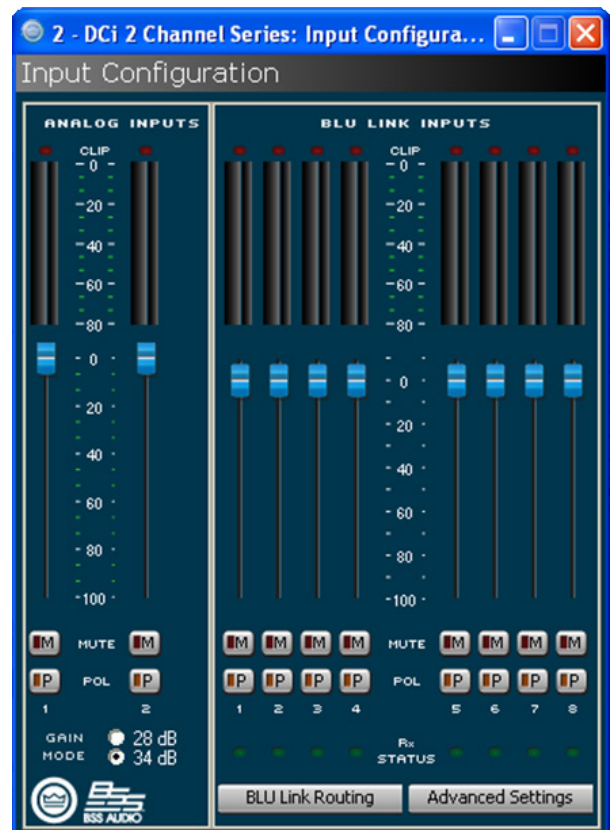 2 - DCi 2 Channel Series: Input Configura...
Input Configuration
ANALOG INPUTS
CLIP
0
-20
-40
-60
-80
0
20
40
60
80
100
M MUTE M
P POL P
1 2
GAIN MODE
28 dB
34 dB
BSS AUDIO
BLU LINK INPUTS
CLIP
0
-20
-40
-60
-80
0
20
40
60
80
100
M M M M MUTE M M M M
P P P P POL P P P P
1 2 3 4 5 6 7 8
Rx
STATUS
BLU Link Routing
Advanced Settings